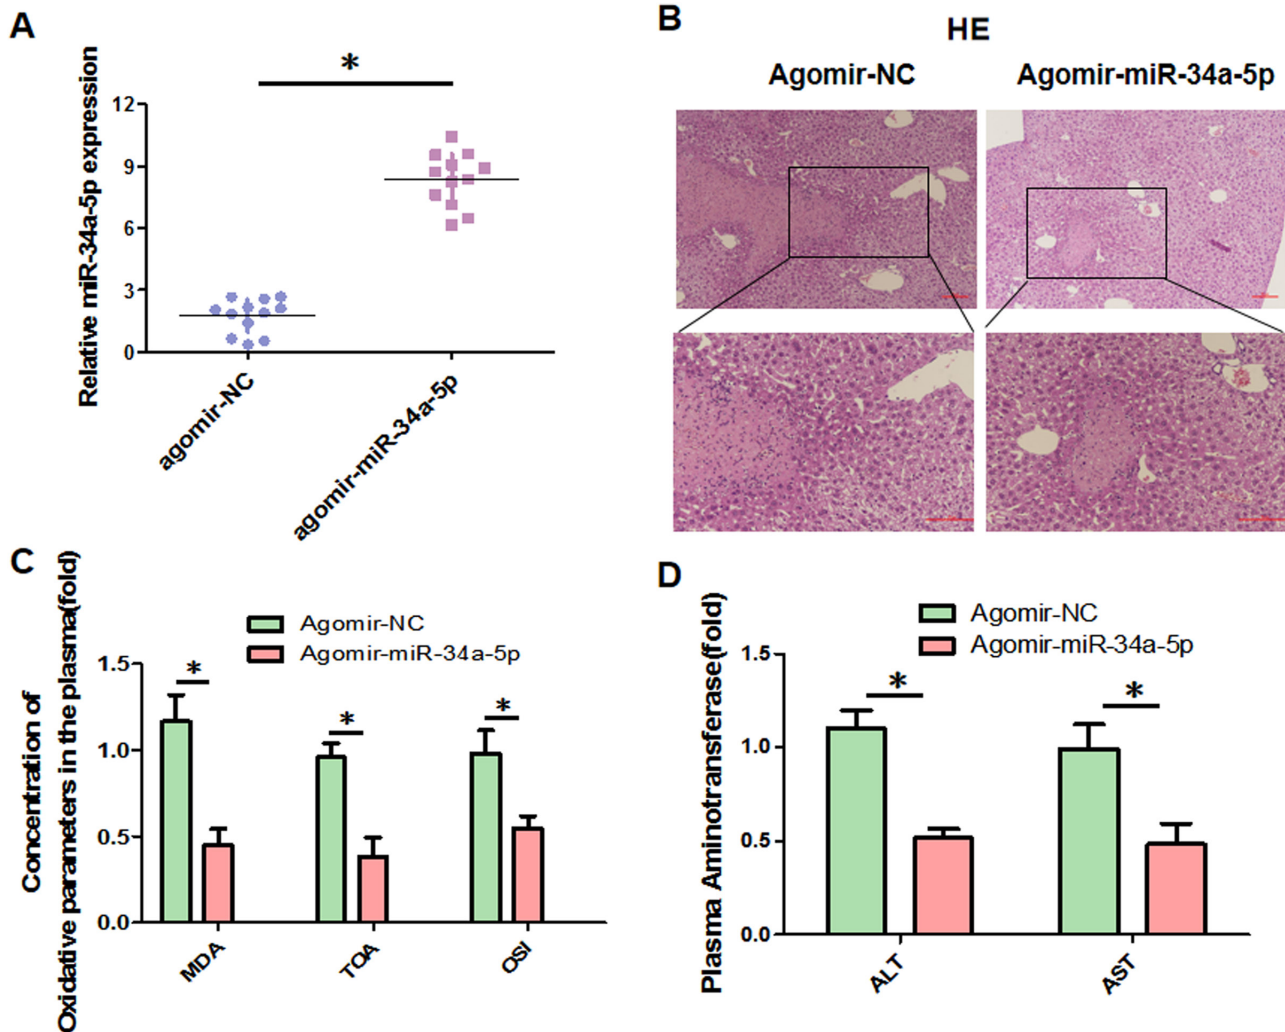 A
*
Relative miR-34a-5p expression
12
9
6
3
0
agomir-NC
agomir-miR-34a-5p
B
HE
Agomir-NC
Agomir-miR-34a-5p
C
Concentration of
Oxidative parameters in the plasma(fold)
Agomir-NC
Agomir-miR-34a-5p
1.5
1.0
0.5
0.0
*
*
*
MDA
TOA
OSI
D
Plasma Aminotransferase(fold)
Agomir-NC
Agomir-miR-34a-5p
1.5
1.0
0.5
0.0
*
*
ALT
AST